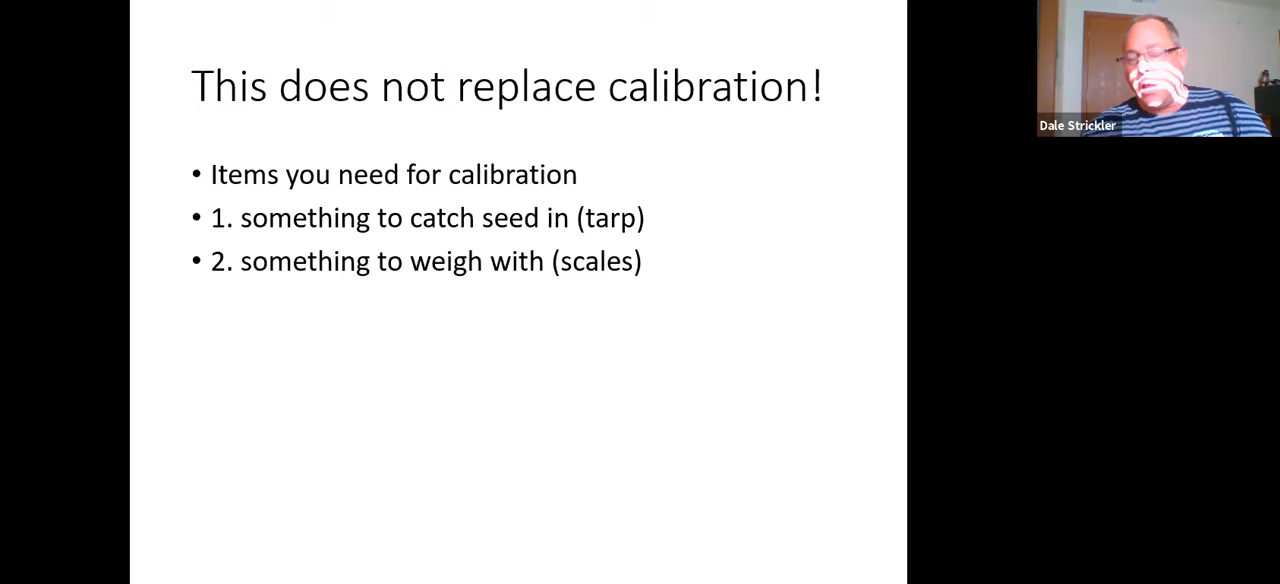 This does not replace calibration!
• Items you need for calibration
• 1. something to catch seed in (tarp)
• 2. something to weigh with (scales)
Dale Strickler